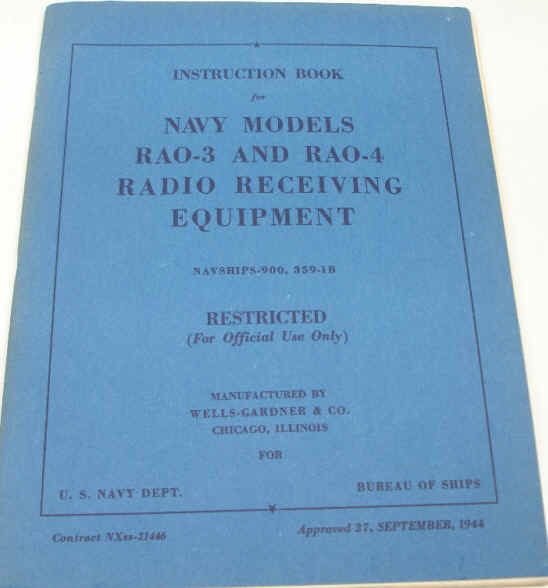 INSTRUCTION BOOK
for
NAVY MODELS
RAO-3 AND RAO-4
RADIO RECEIVING
EQUIPMENT
NAVSHIPS-900, 359-1B
RESTRICTED
(For Official Use Only)
MANUFACTURED BY
WELLS-GARDNER & CO.
CHICAGO, ILLINOIS
FOR
U. S. NAVY DEPT. BUREAU OF SHIPS
Contract NXss-21446 Approved 27, SEPTEMBER, 1944